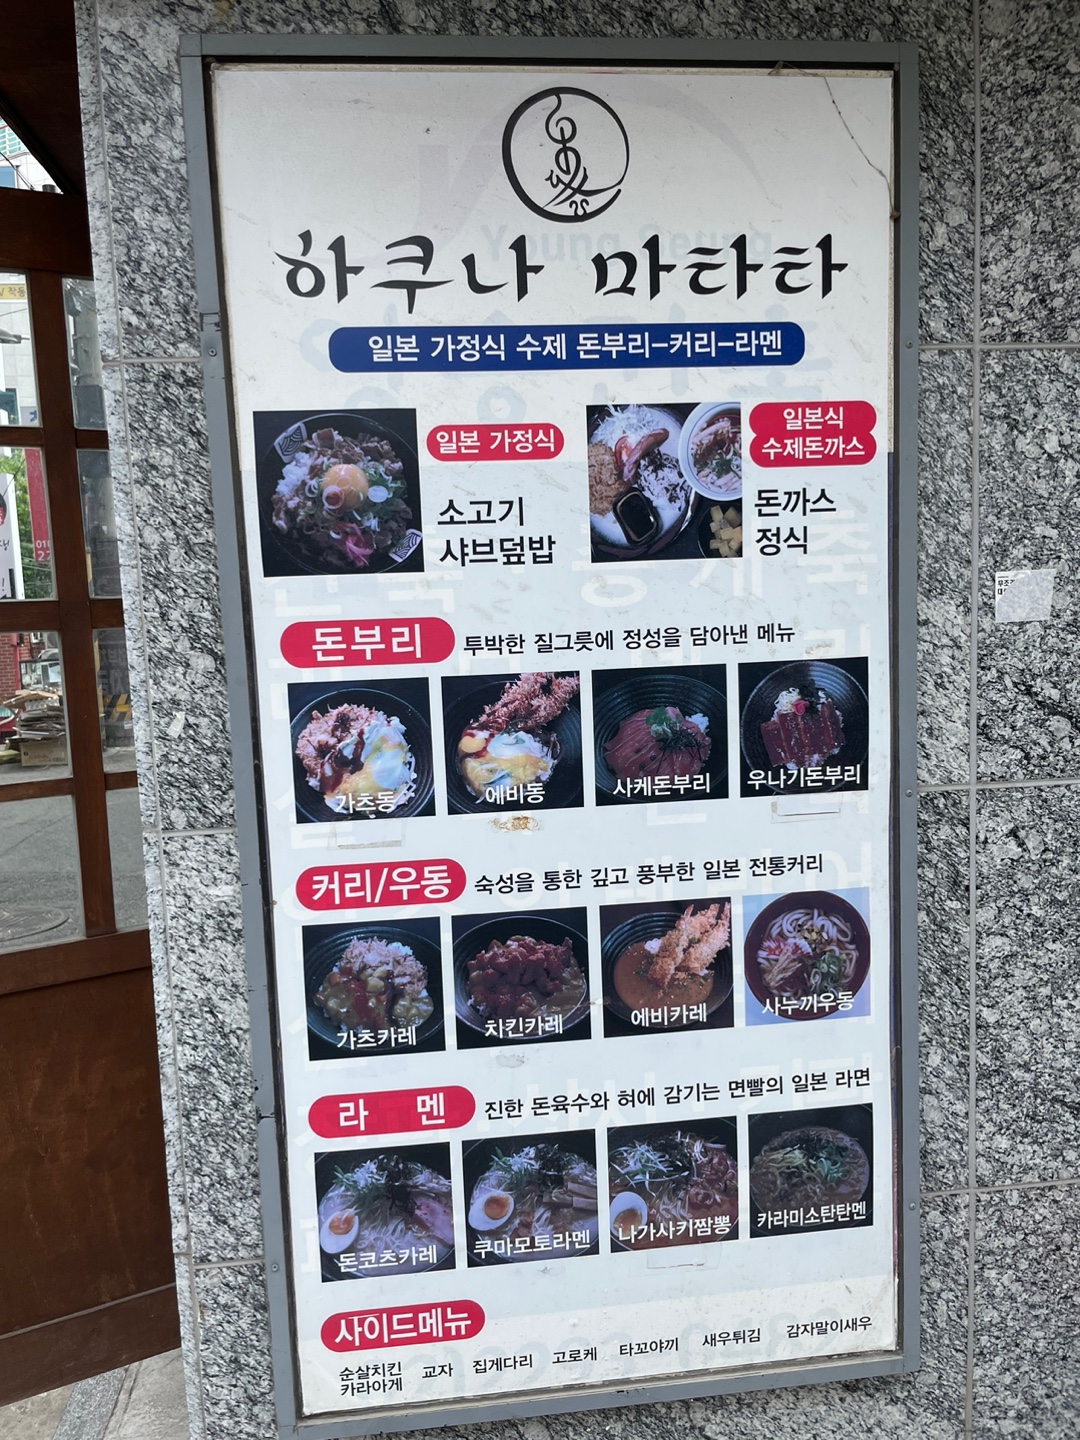 하쿠나 마타타
일본 가정식 수제 돈부리-커리-라멘
일본 가정식
소고기
샤브덮밥
일본식
수제돈까스
돈까스
정식
돈부리 투박한 질그릇에 정성을 담아낸 메뉴
가츠동 에비동 사케돈부리 우나기돈부리
커리/우동 숙성을 통한 깊고 풍부한 일본 전통커리
가츠카레 치킨카레 에비카레 사누끼우동
라 멘 진한 돈육수와 혀에 감기는 면빨의 일본 라면
돈코츠카레 쿠마모토라멘 나가사키짬뽕 카라미소탄탄멘
사이드메뉴
순살치킨
카라아게
교자 집게다리 고로케 타꼬야끼 새우튀김 감자말이새우
Young Seung